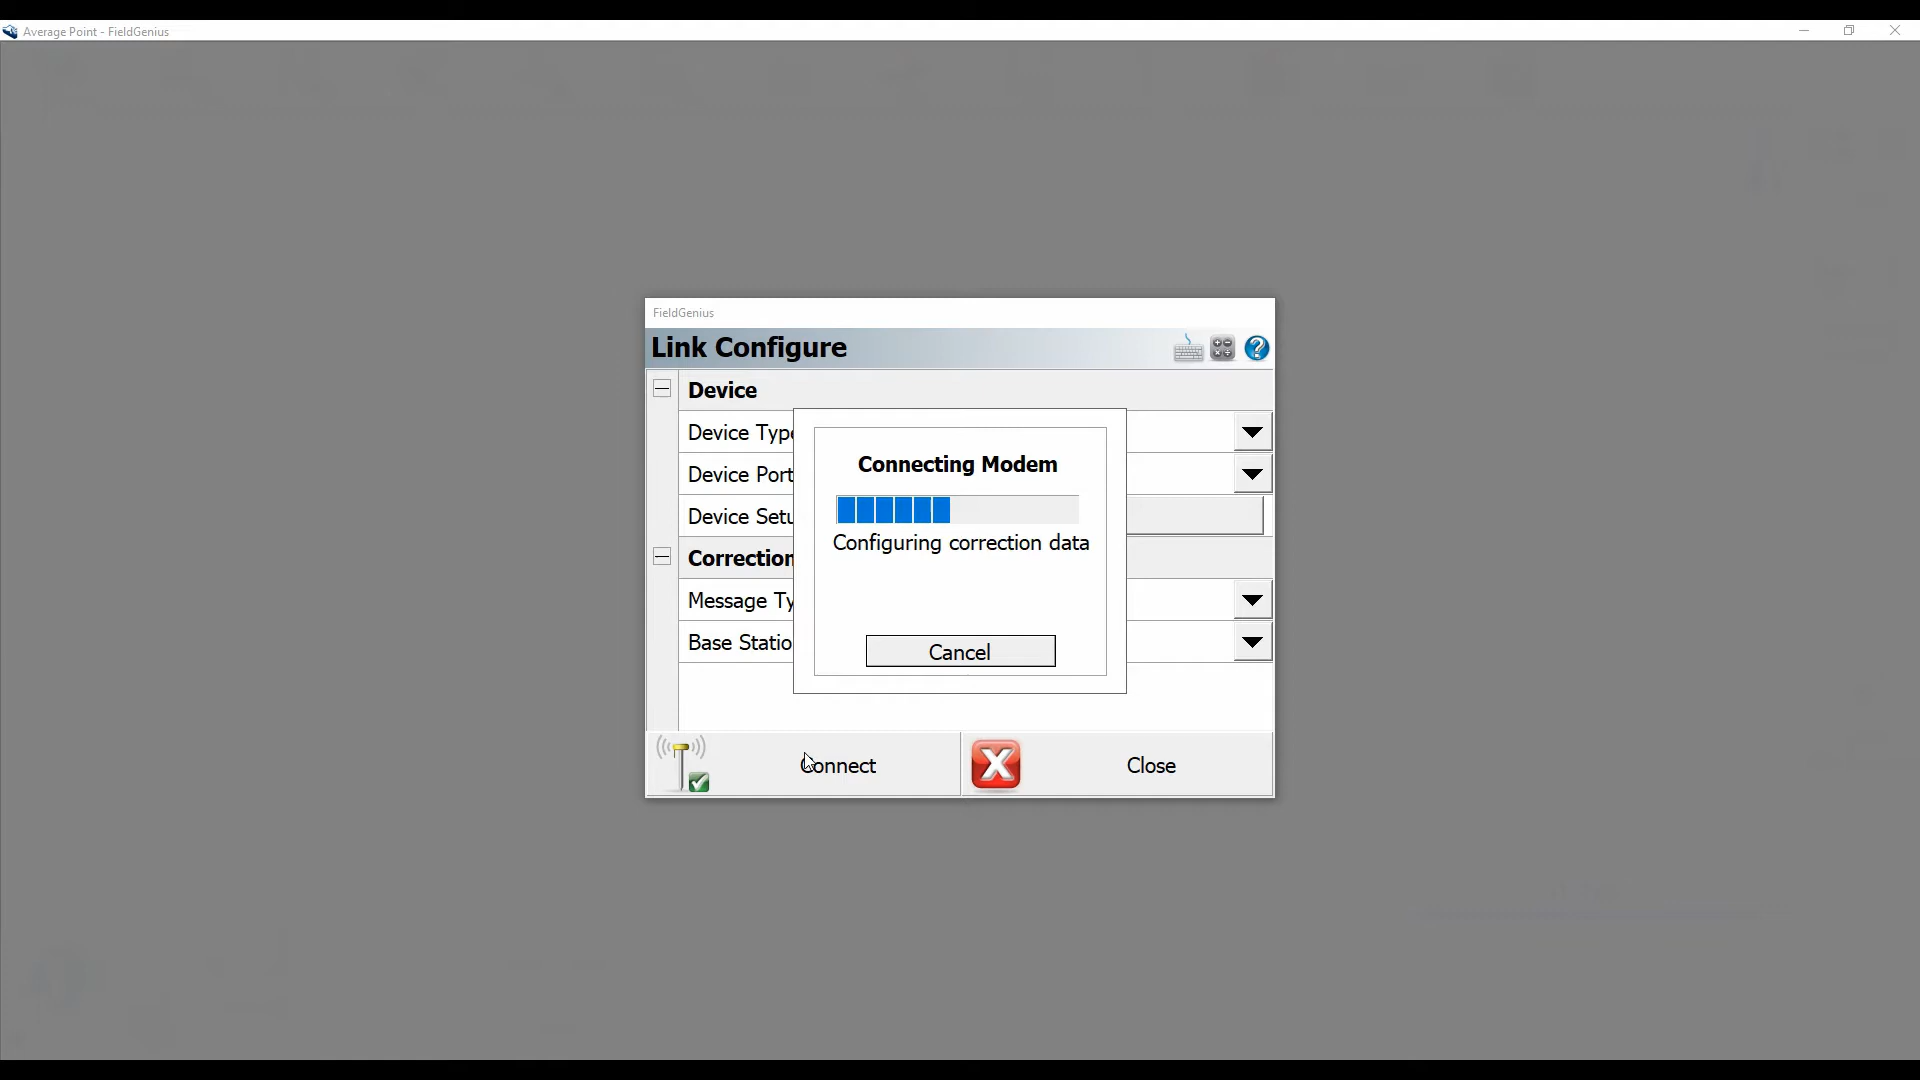 Average Point - FieldGenius
FieldGenius
Link Configure
Device
Device Type
Device Port
Device Setu
Correction
Message Ty
Base Statio
Connecting Modem
Configuring correction data
Cancel
Connect
Close